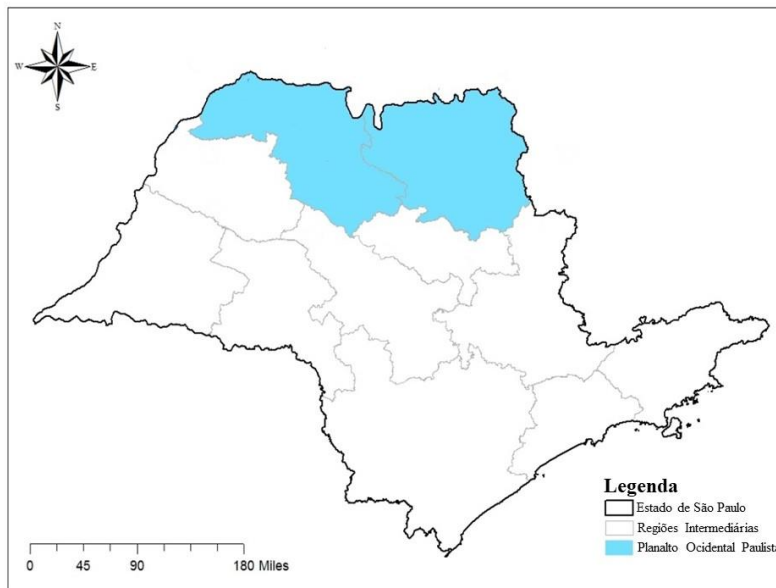 N
W
E
S
Legenda
Estado de São Paulo
Regiões Intermediárias
Planalto Ocidental Paulista
0 45 90 180 Miles